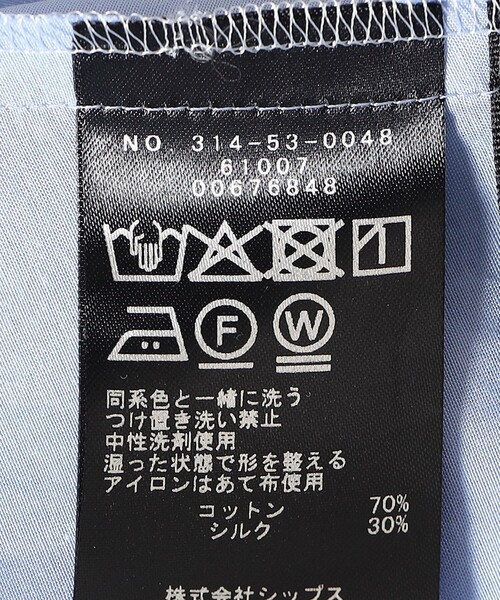 NO 314-53-0048
61007
00676848
F W
同系色と一緒に洗う
つけ置き洗い禁止
中性洗剤使用
湿った状態で形を整える
アイロンはあて布使用
コットン 70%
シルク 30%
株式会社シップス